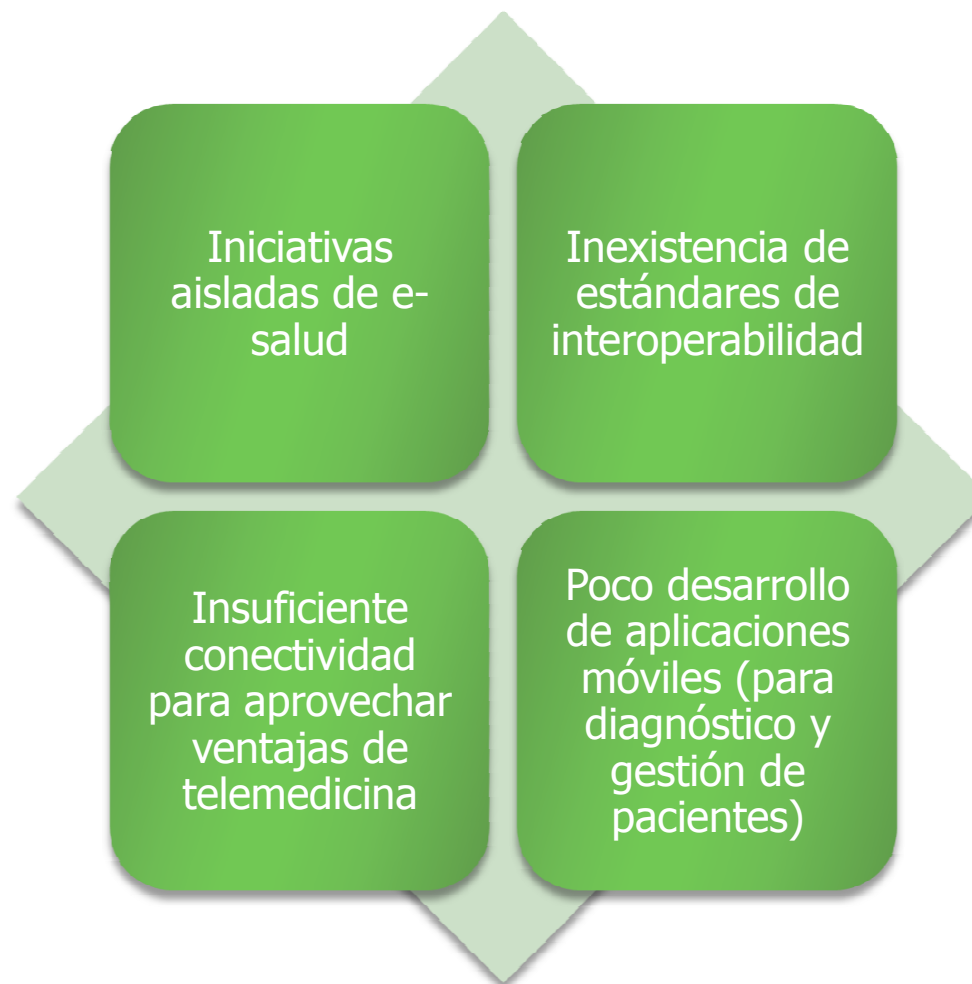 Iniciativas
aisladas de e-
salud
Inexistencia de
estándares de
interoperabilidad
Insuficiente
conectividad
para aprovechar
ventajas de
telemedicina
Poco desarrollo
de aplicaciones
móviles (para
diagnóstico y
gestión de
pacientes)